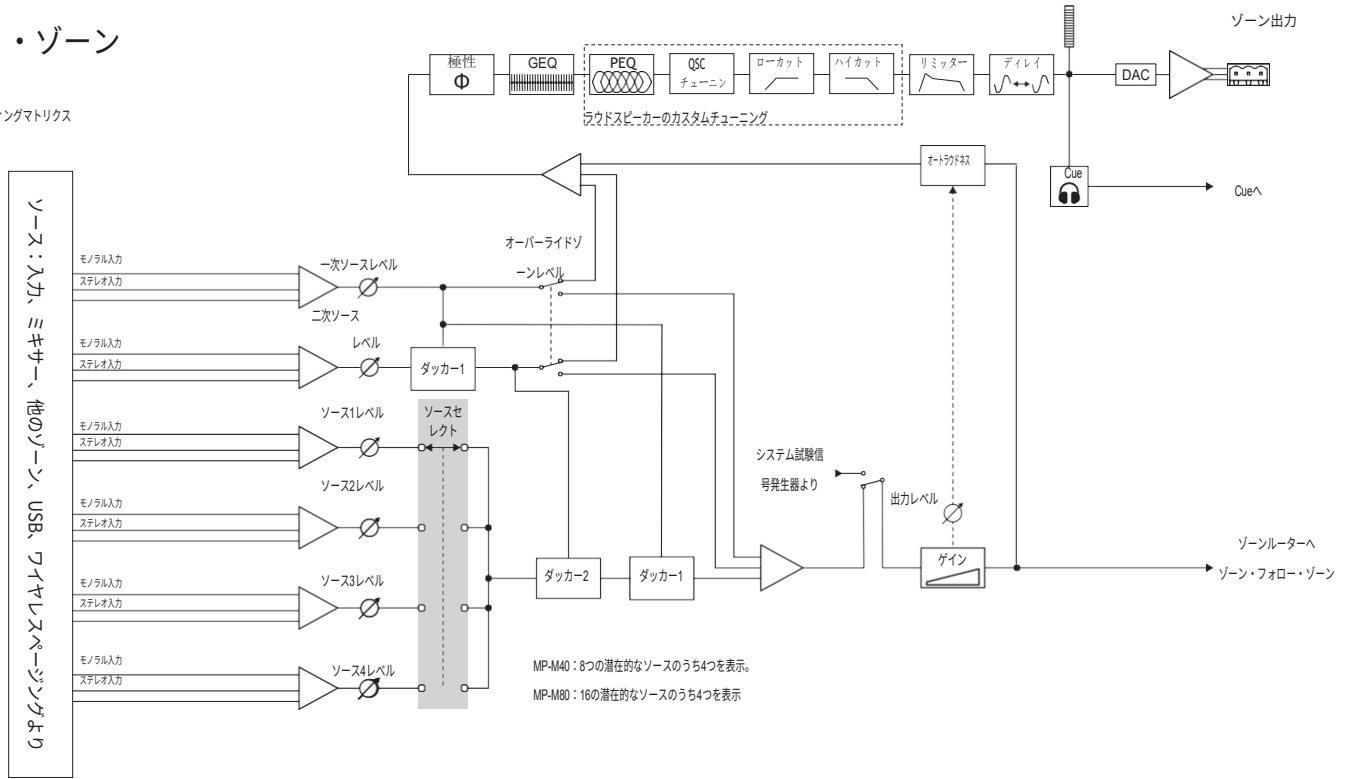 ・ゾーン
ィングマトリクス
ソース：入力、ミキサー、他のゾーン、USB、ワイヤレスページングより
極性
Φ
GEQ
PEQ
QSC
チューニン
ローカット
ハイカット
リミッター
ディレイ
ラウドスピーカーのカスタムチューニング
DAC
ゾーン出力
Cue
Cueへ
オートラウドネス
オーバーライドゾ
ーンレベル
モノラル入力
ステレオ入力
一次ソースレベル
二次ソース
レベル
モノラル入力
ステレオ入力
ダッカー1
モノラル入力
ステレオ入力
ソース1レベル
ソースセ
レクト
モノラル入力
ステレオ入力
ソース2レベル
モノラル入力
ステレオ入力
ソース3レベル
モノラル入力
ステレオ入力
ソース4レベル
ダッカー2
ダッカー1
システム試験信
号発生器より
出力レベル
ゲイン
ゾーンルーターへ
ゾーン・フォロー・ゾーン
MP-M40：8つの潜在的なソースのうち4つを表示。
MP-M80：16の潜在的なソースのうち4つを表示